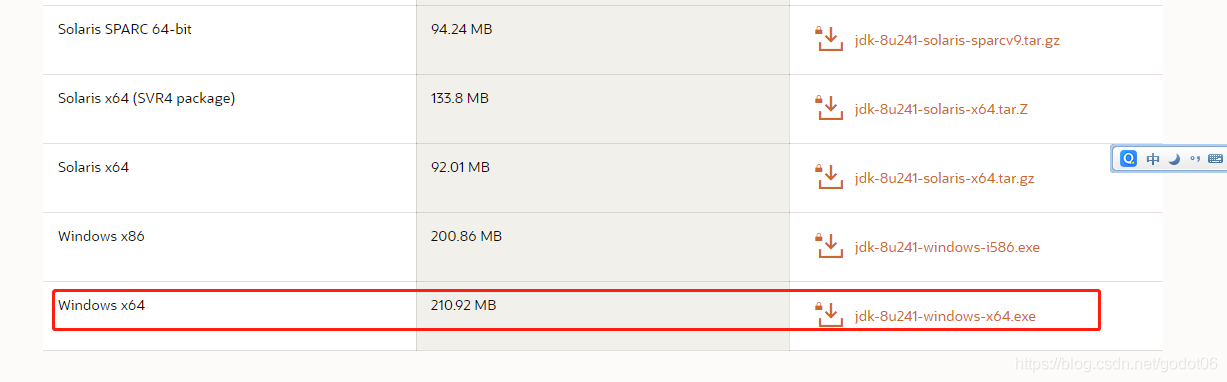 Solaris SPARC 64-bit 94.24 MB jdk-8u241-solaris-sparcv9.tar.gz
Solaris x64 (SVR4 package) 133.8 MB jdk-8u241-solaris-x64.tar.Z
Solaris x64 92.01 MB jdk-8u241-solaris-x64.tar.gz
中
Windows x86 200.86 MB jdk-8u241-windows-i586.exe
Windows x64 210.92 MB jdk-8u241-windows-x64.exe
https://blog.csdn.net/godot06